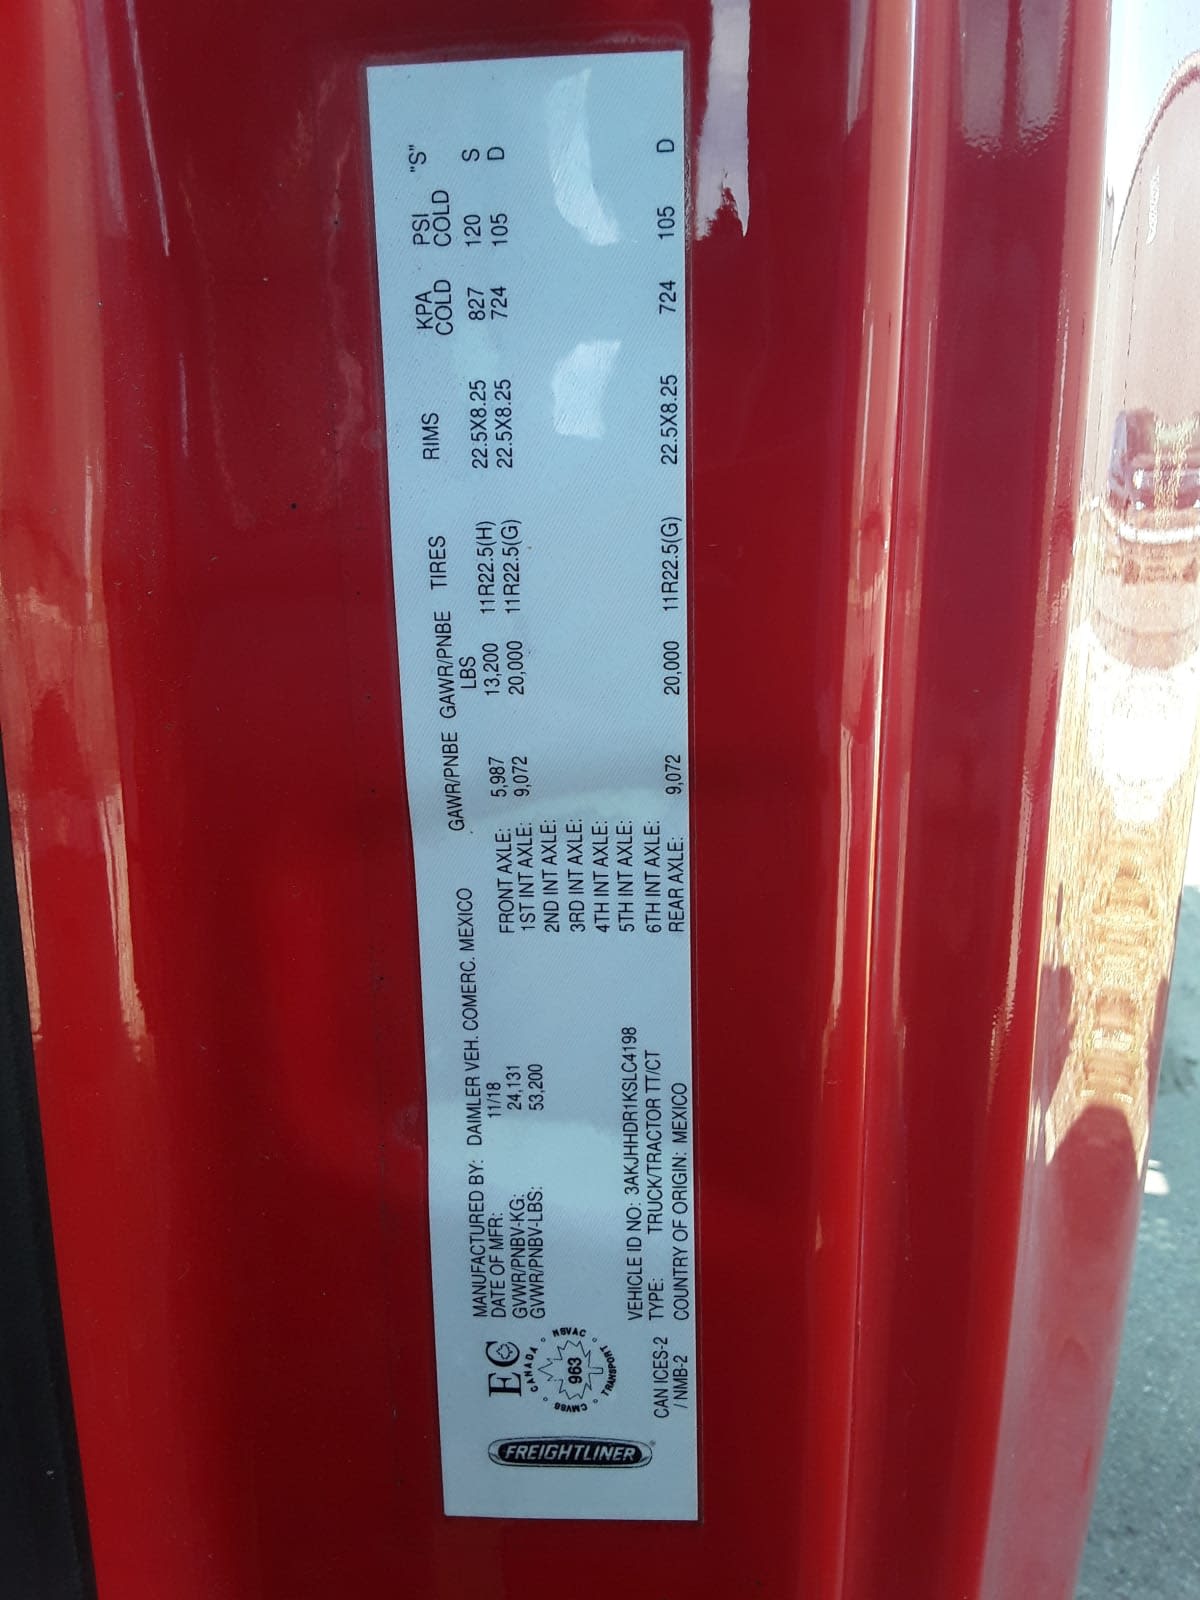 FREIGHTLINER
EC
CANADA
NSVAC
963
CMVSS
TRANSPORT
CAN ICES-2
/ NMB-2
MANUFACTURED BY: DAIMLER VEH. COMERC. MEXICO
DATE OF MFR: 11/18
GVWR/PNBV-KG: 24,131
GVWR/PNBV-LBS: 53,200
VEHICLE ID NO: 3AKJHHDR1KSLC4198
TYPE: TRUCK/TRACTOR TT/CT
COUNTRY OF ORIGIN: MEXICO
GAWR/PNBE GAWR/PNBE TIRES RIMS KPA PSI "S"
LBS COLD COLD
FRONT AXLE: 5,987 13,200 11R22.5(H) 22.5X8.25 827 120 S
1ST INT AXLE: 9,072 20,000 11R22.5(G) 22.5X8.25 724 105 D
2ND INT AXLE:
3RD INT AXLE:
4TH INT AXLE:
5TH INT AXLE:
6TH INT AXLE:
REAR AXLE: 9,072 20,000 11R22.5(G) 22.5X8.25 724 105 D